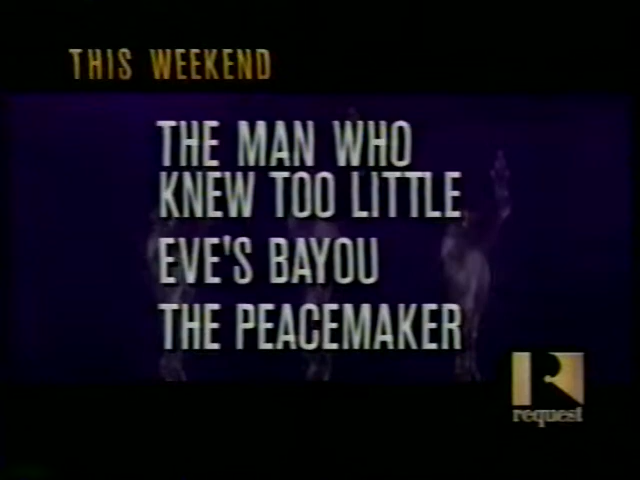 THIS WEEKEND
THE MAN WHO
KNEW TOO LITTLE
EVE'S BAYOU
THE PEACEMAKER
R
request